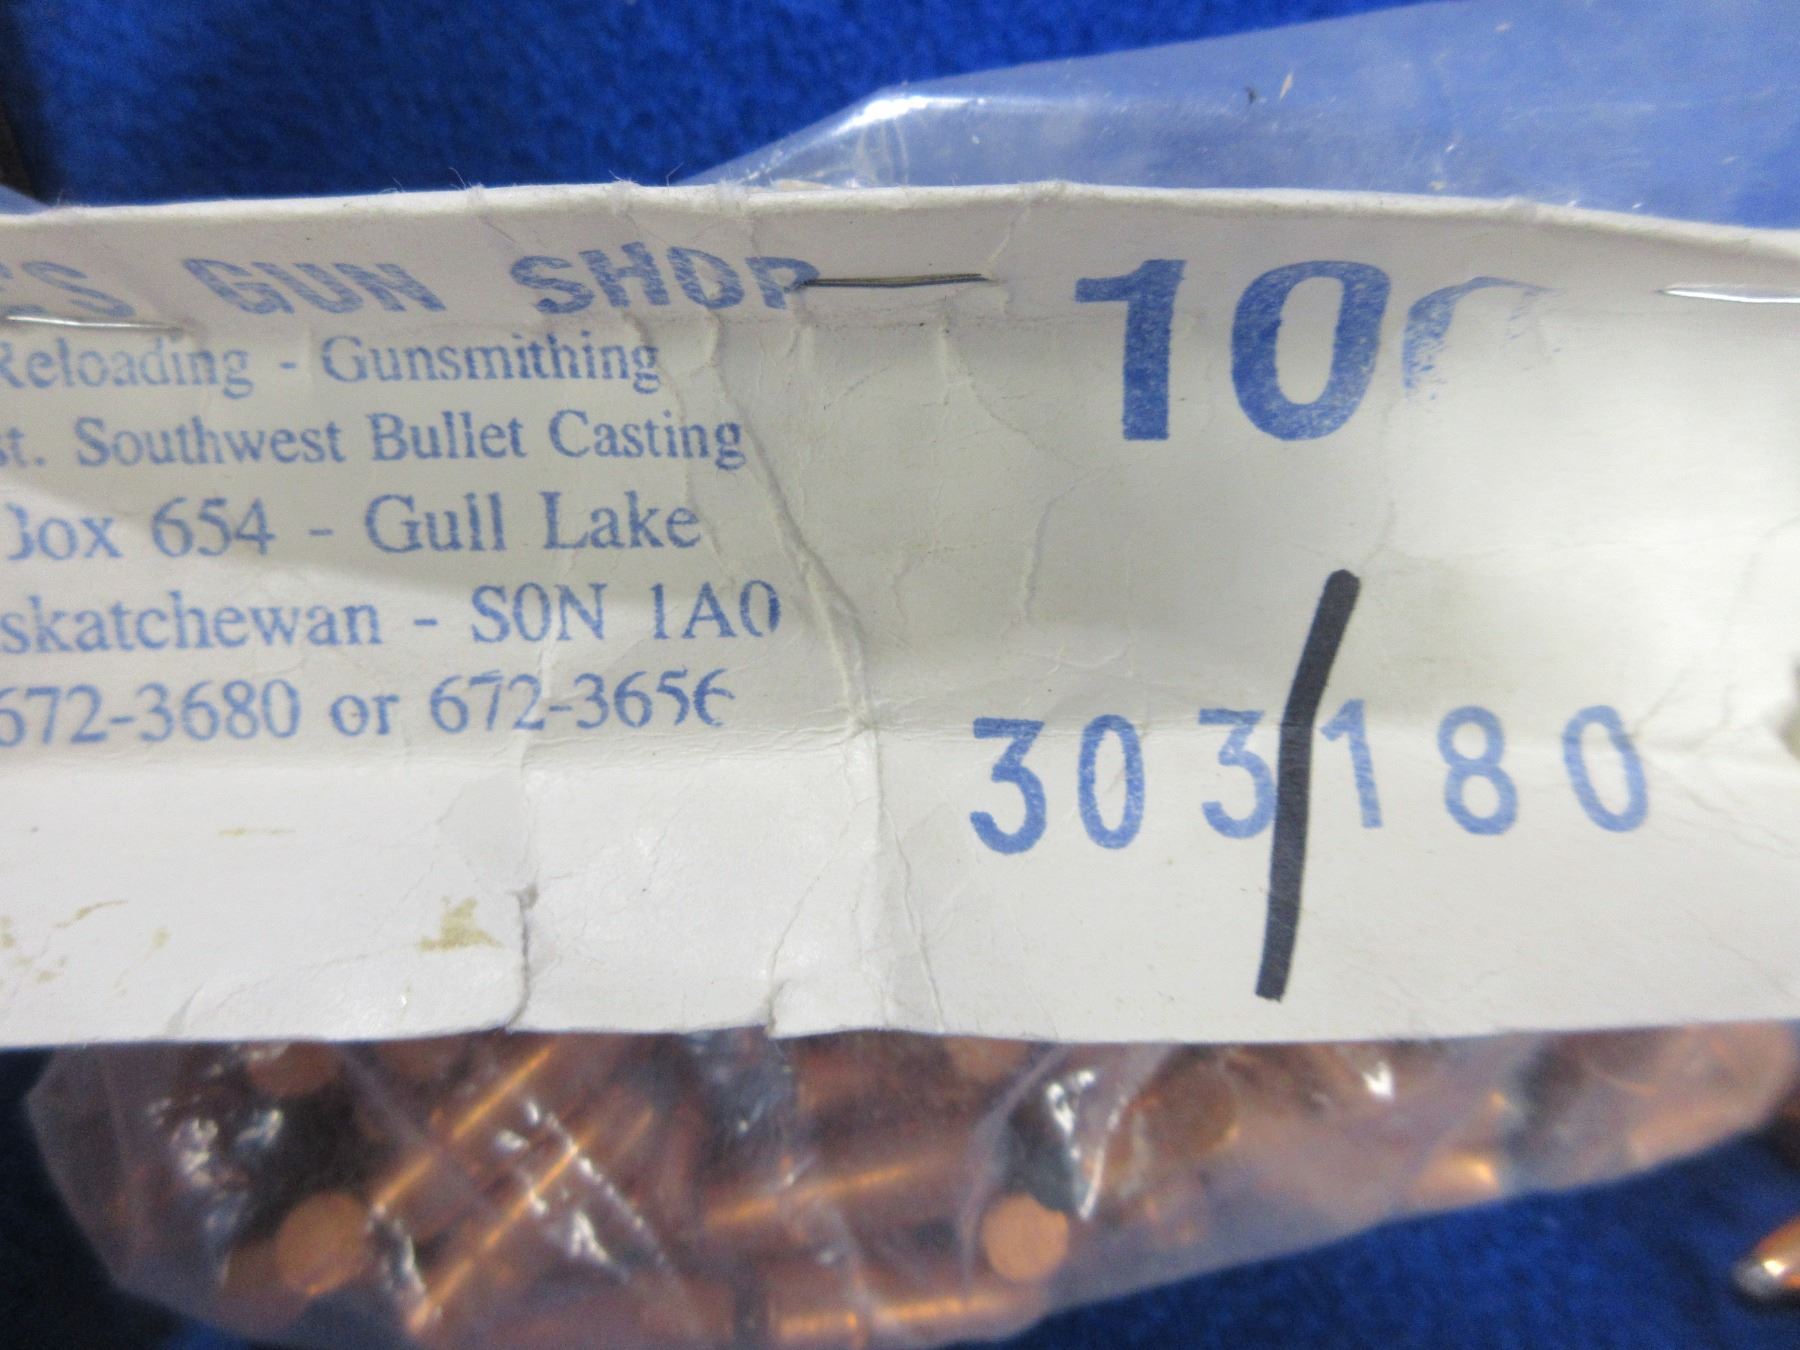 GUN SHOP
Reloading - Gunsmithing
Southwest Bullet Casting
Box 654 - Gull Lake
skatchewan - S0N 1A0
672-3680 or 672-3656
10
303/180